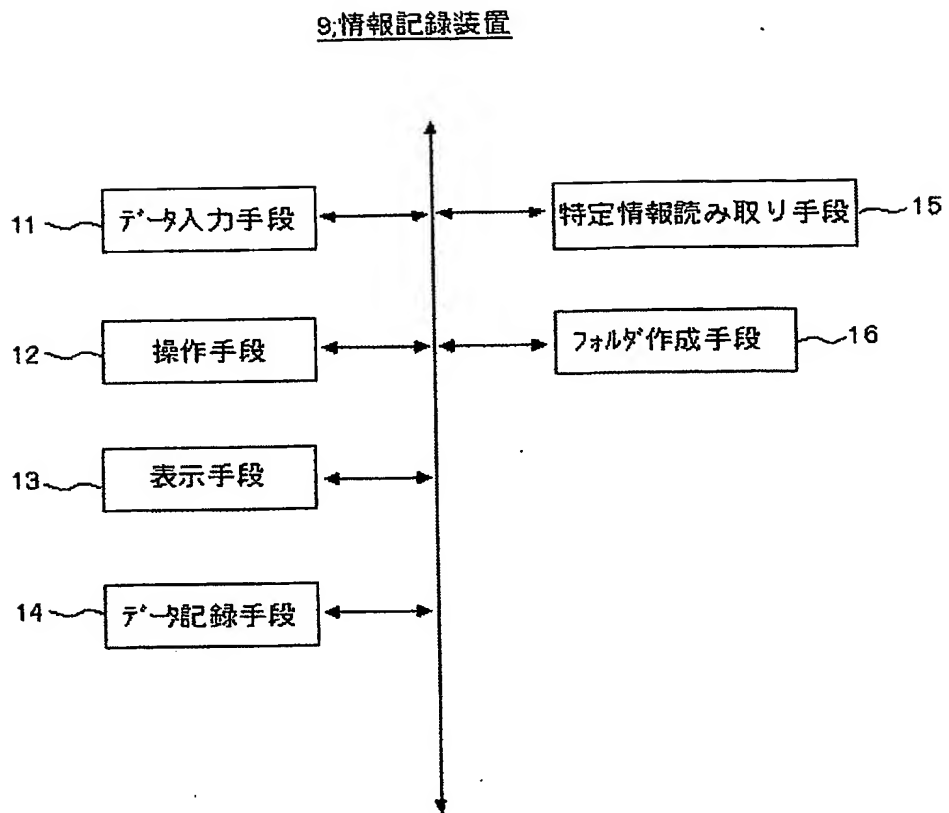 9;情報記録装置
11 データ入力手段
特定情報読み取り手段 15
12 操作手段
フォルダ作成手段 16
13 表示手段
14 データ記録手段